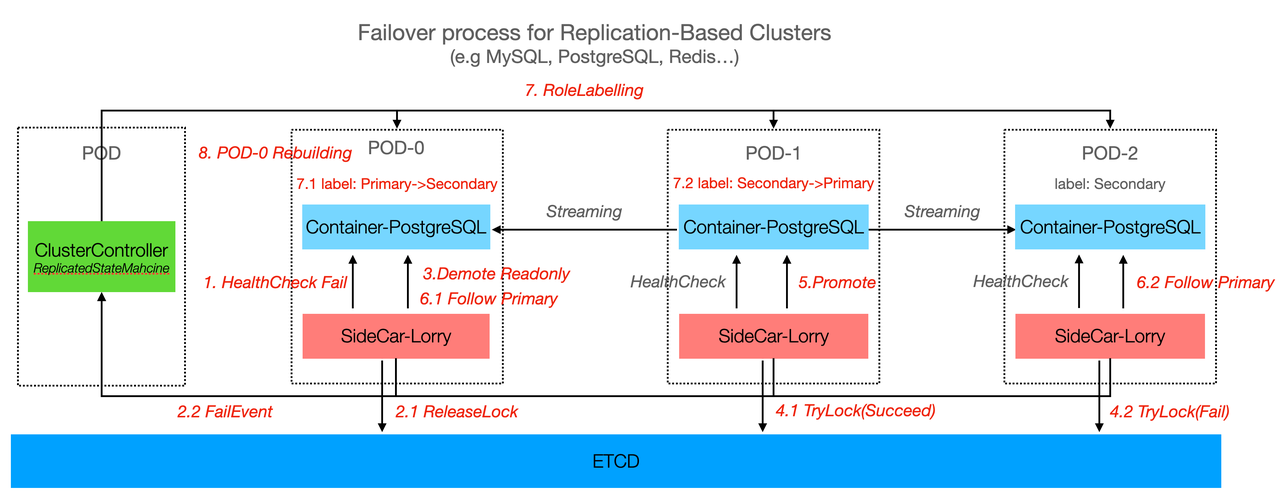 Failover process for Replication-Based Clusters
(e.g MySQL, PostgreSQL, Redis...)
7. RoleLabelling
POD
8. POD-0 Rebuilding
POD-0
POD-1
POD-2
7.1 label: Primary->Secondary
7.2 label: Secondary->Primary
label: Secondary
Container-PostgreSQL
Streaming
Container-PostgreSQL
Streaming
Container-PostgreSQL
ClusterController
ReplicatedStateMahcine
1. HealthCheck Fail
3.Demote Readonly
6.1 Follow Primary
HealthCheck
5.Promote
HealthCheck
6.2 Follow Primary
SideCar-Lorry
SideCar-Lorry
SideCar-Lorry
2.2 FailEvent
2.1 ReleaseLock
4.1 TryLock(Succeed)
4.2 TryLock(Fail)
ETCD